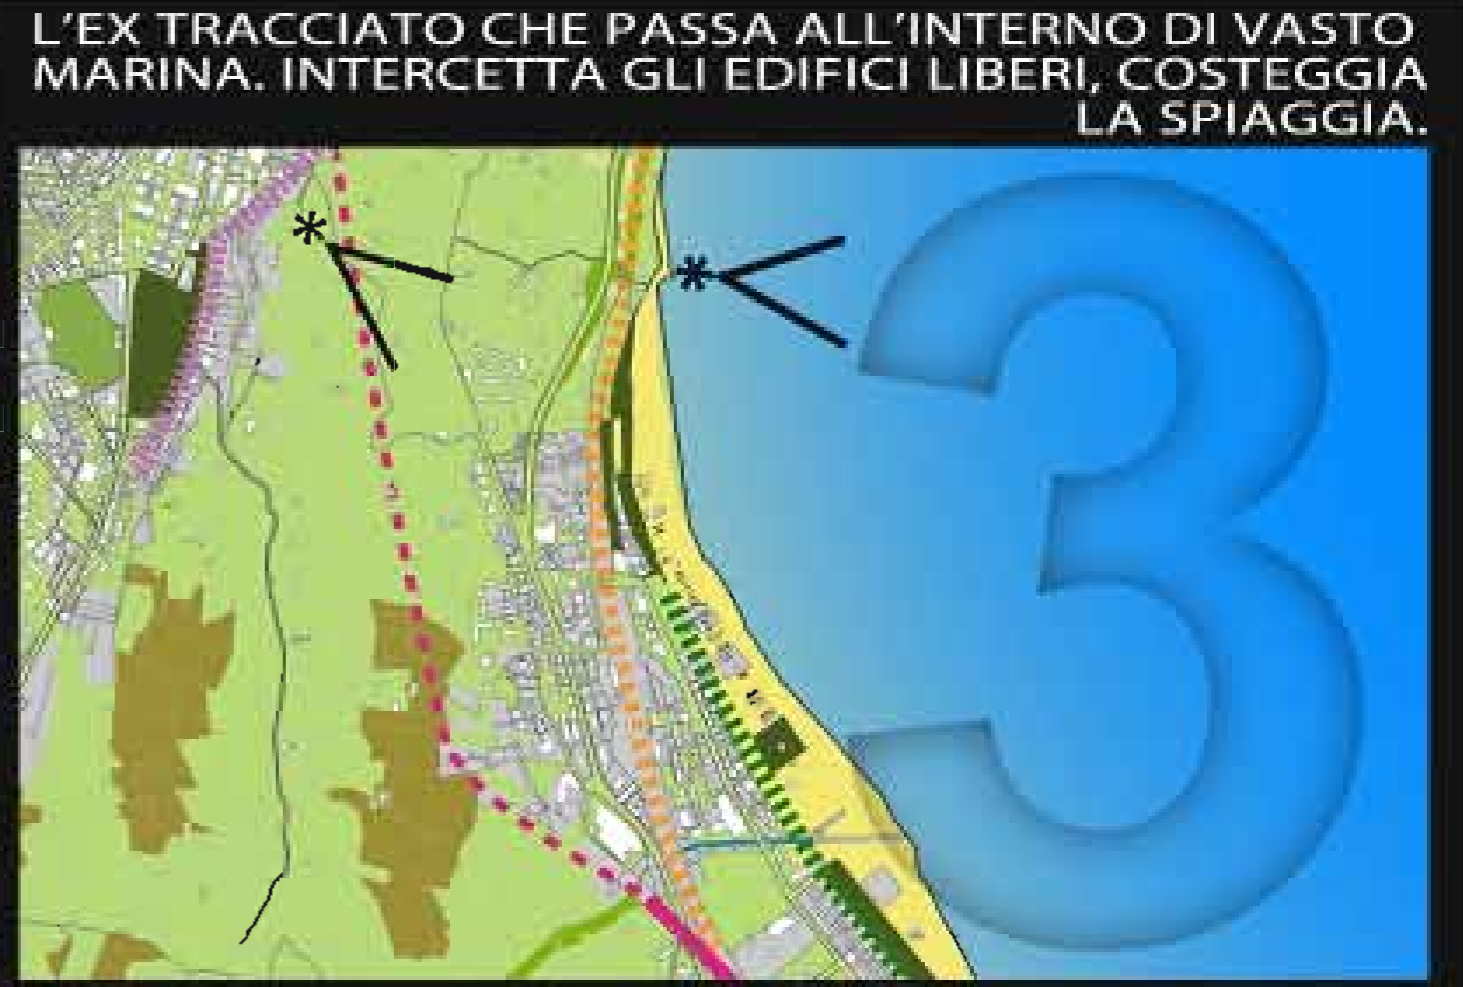 L'EX TRACCIATO CHE PASSA ALL'INTERNO DI VASTO
MARINA. INTERCETTA GLI EDIFICI LIBERI, COSTEGGIA
LA SPIAGGIA.
*
*
3